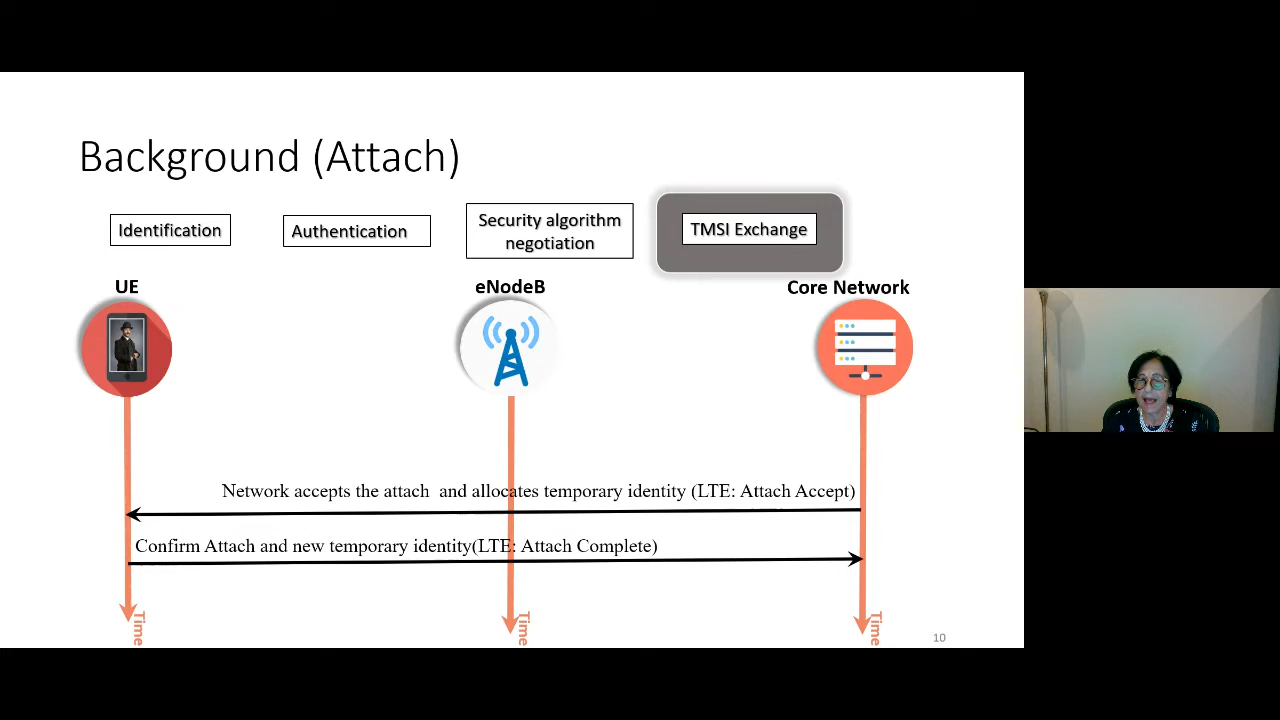 Background (Attach)
Identification
Authentication
Security algorithm
negotiation
TMSI Exchange
UE
eNodeB
Core Network
Network accepts the attach and allocates temporary identity (LTE: Attach Accept)
Confirm Attach and new temporary identity(LTE: Attach Complete)
Time
Time
Time
10